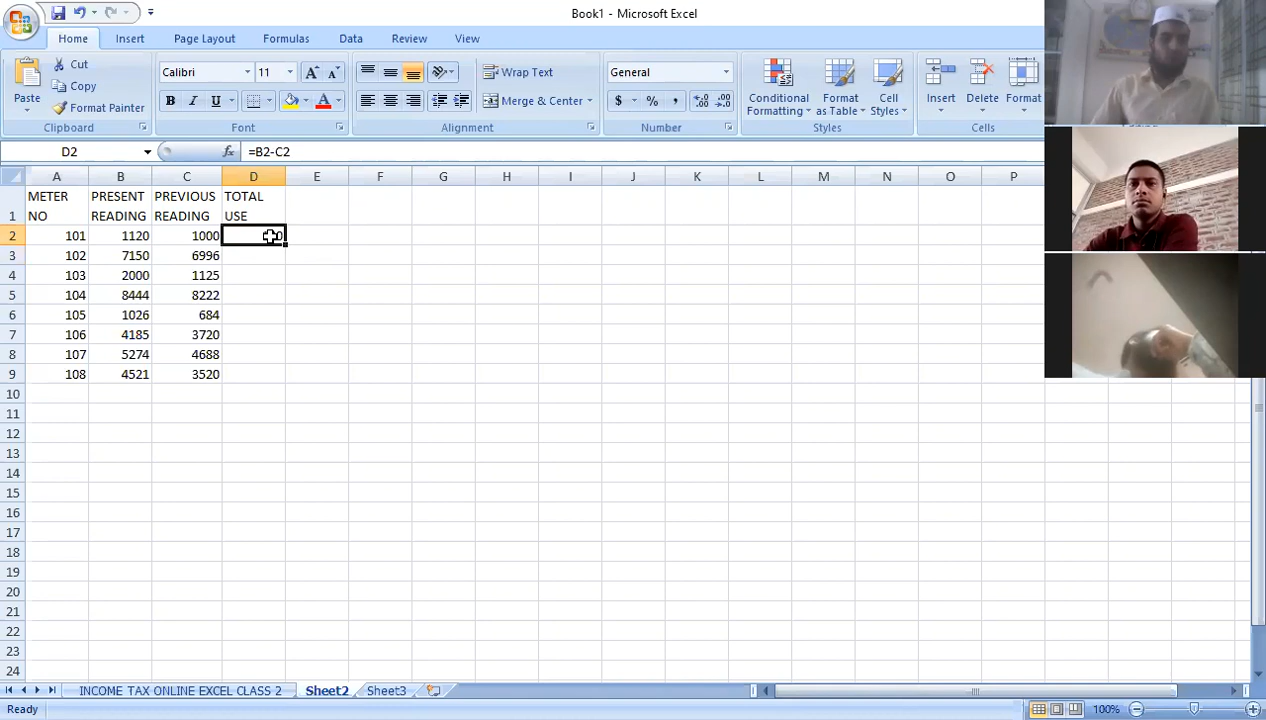 Book1 - Microsoft Excel
Home Insert Page Layout Formulas Data Review View
Cut
Copy
Format Painter
Paste
Calibri 11
B I U
Wrap Text
Merge & Center
General
$ % ,
Conditional Formatting
Format as Table
Cell Styles
Insert Delete Format
Clipboard Font Alignment Number Styles Cells
D2 fx =B2-C2
A B C D E F G H I J K L M N O P
1 METER NO PRESENT READING PREVIOUS READING TOTAL USE
2 101 1120 1000
3 102 7150 6996
4 103 2000 1125
5 104 8444 8222
6 105 1026 684
7 106 4185 3720
8 107 5274 4688
9 108 4521 3520
10
11
12
13
14
15
16
17
18
19
20
21
22
23
24
INCOME TAX ONLINE EXCEL CLASS 2 Sheet2 Sheet3
Ready 100%